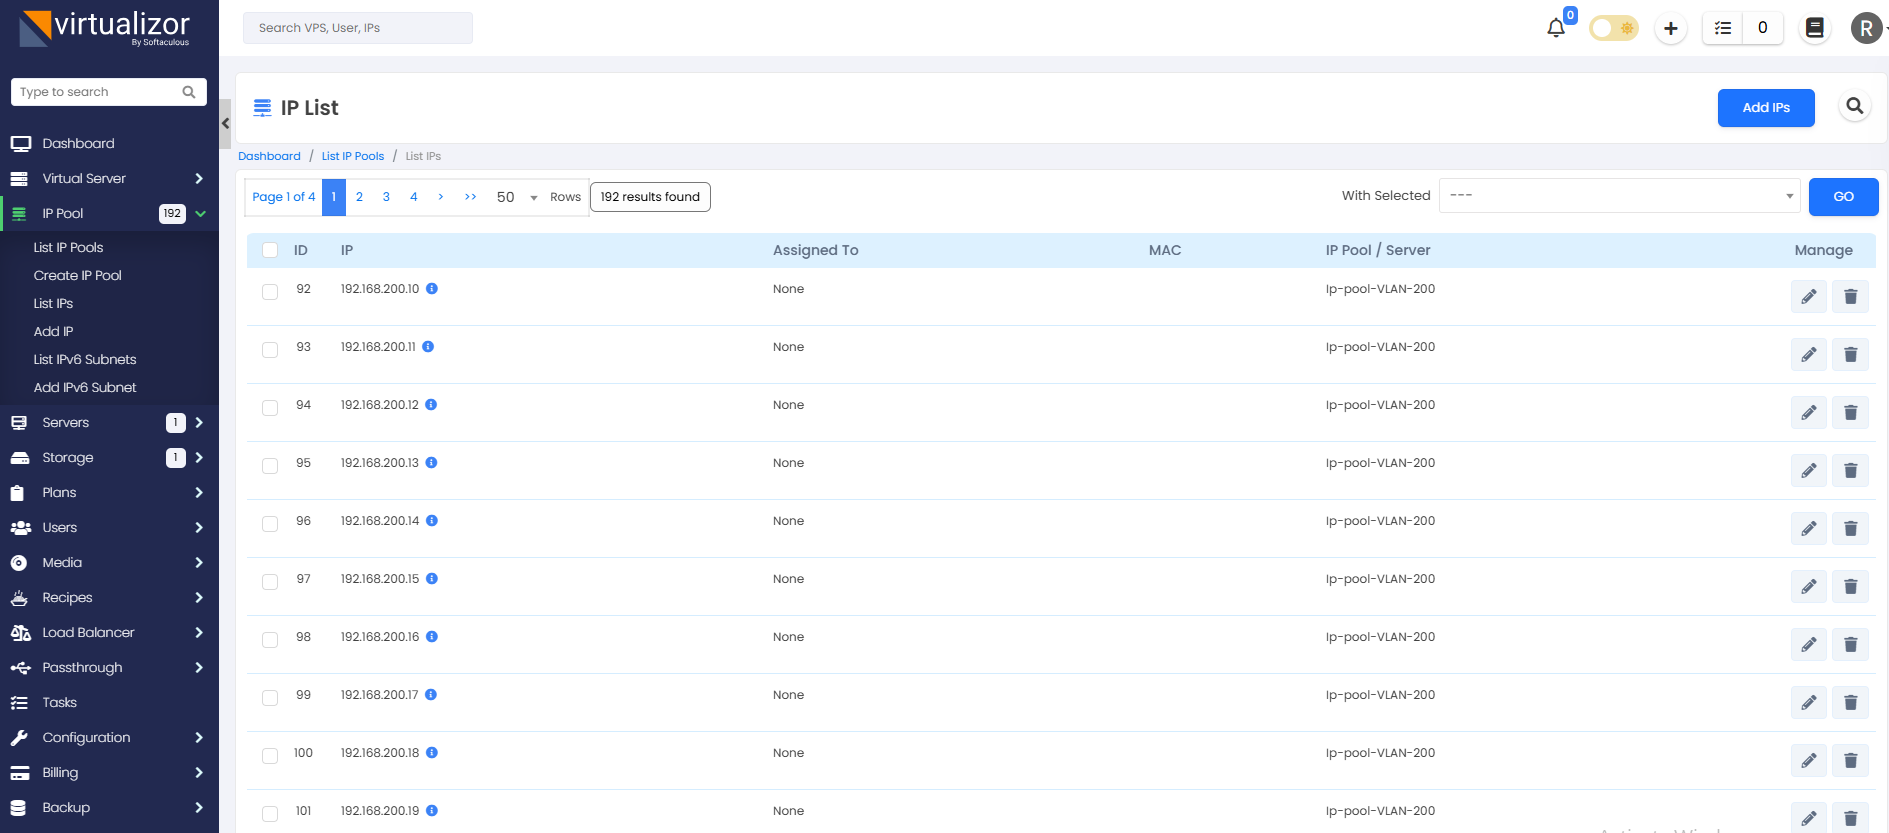 virtualizor
By Softaculous
Search VPS, User, IPs
0
0
R
Type to search
Dashboard
Virtual Server
IP Pool 192
List IP Pools
Create IP Pool
List IPs
Add IP
List IPv6 Subnets
Add IPv6 Subnet
Servers 1
Storage 1
Plans
Users
Media
Recipes
Load Balancer
Passthrough
Tasks
Configuration
Billing
Backup
IP List
Add IPs
Dashboard / List IP Pools / List IPs
Page 1 of 4 1 2 3 4 > >> 50 Rows 192 results found
With Selected --- GO
ID IP Assigned To MAC IP Pool / Server Manage
92 192.168.200.10 None Ip-pool-VLAN-200
93 192.168.200.11 None Ip-pool-VLAN-200
94 192.168.200.12 None Ip-pool-VLAN-200
95 192.168.200.13 None Ip-pool-VLAN-200
96 192.168.200.14 None Ip-pool-VLAN-200
97 192.168.200.15 None Ip-pool-VLAN-200
98 192.168.200.16 None Ip-pool-VLAN-200
99 192.168.200.17 None Ip-pool-VLAN-200
100 192.168.200.18 None Ip-pool-VLAN-200
101 192.168.200.19 None Ip-pool-VLAN-200